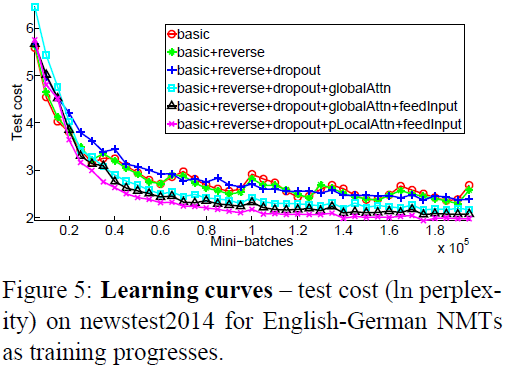 6
basic
basic+reverse
5
basic+reverse+dropout
basic+reverse+dropout+globalAttn
basic+reverse+dropout+globalAttn+feedInput
4
basic+reverse+dropout+pLocalAttn+feedInput
Test cost
3
2
0.2 0.4 0.6 0.8 1 1.2 1.4 1.6 1.8
Mini-batches
x 10^5
Figure 5: Learning curves – test cost (ln perplex-
ity) on newstest2014 for English-German NMTs
as training progresses.